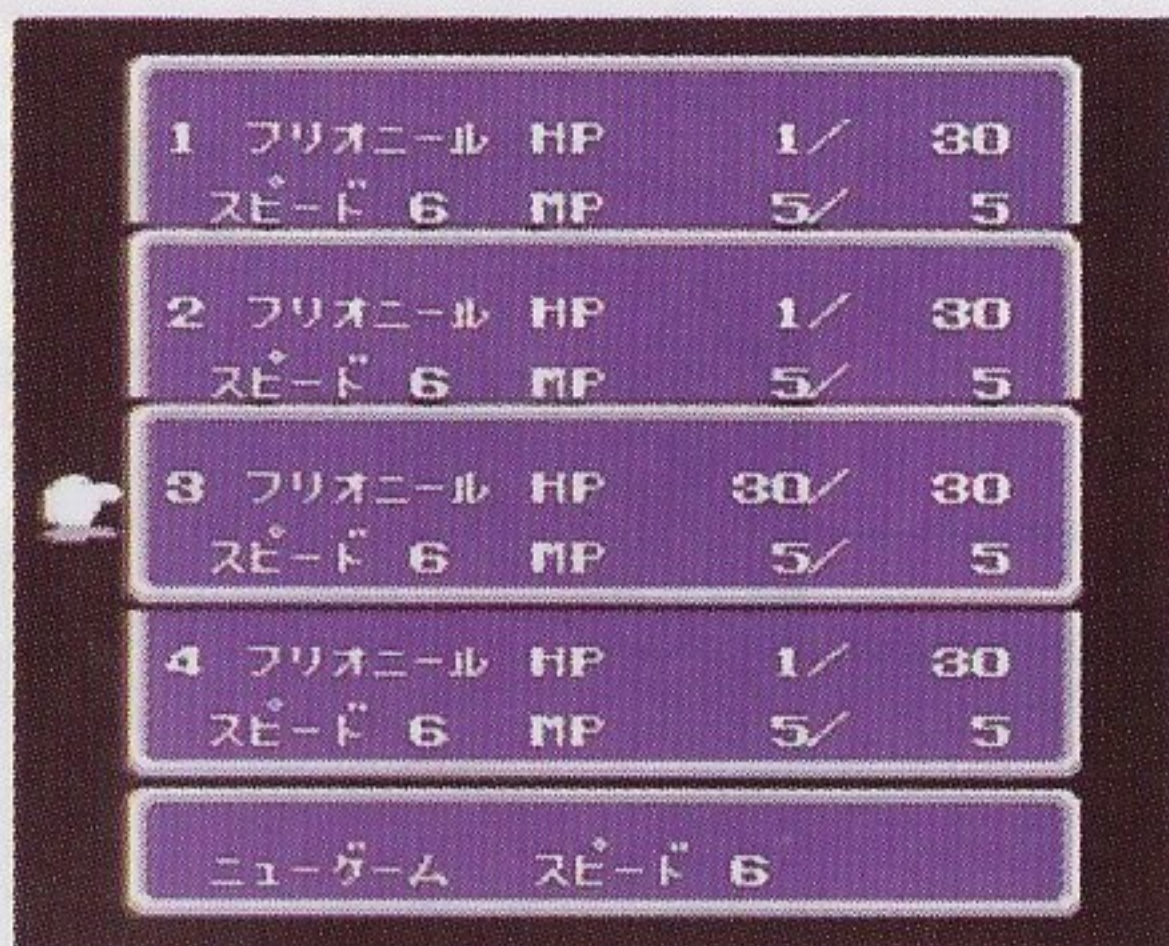 1 フリオニール HP 1/ 30
スピード 6 MP 5/ 5
2 フリオニール HP 1/ 30
スピード 6 MP 5/ 5
3 フリオニール HP 30/ 30
スピード 6 MP 5/ 5
4 フリオニール HP 1/ 30
スピード 6 MP 5/ 5
ニューゲーム スピード 6